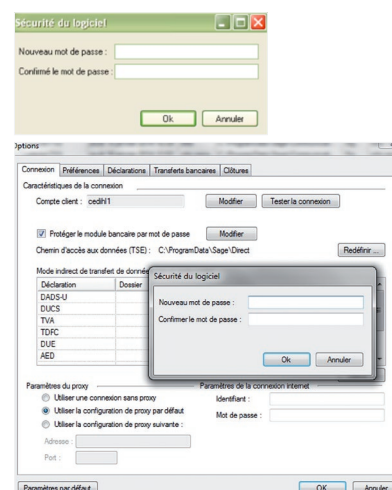 Sécurité du logiciel
Nouveau mot de passe :
Confirmé le mot de passe :
Ok Annuler
Options
Connexion Préférences Déclarations Transferts bancaires Clôtures
Caractéristiques de la connexion
Compte client : cedihl1 Modifier Tester la connexion
Protéger le module bancaire par mot de passe Modifier
Chemin d'accès aux données (TSE) : C:\ProgramData\Sage\Direct Redéfinir ...
Mode indirect de transfert de donnée
Déclaration Dossier
DADS-U
DUCS
TVA
TDFC
DUE
AED
Sécurité du logiciel
Nouveau mot de passe :
Confirmer le mot de passe :
Ok Annuler
Paramètres du proxy
Utiliser une connexion sans proxy
Utiliser la configuration de proxy par défaut
Utiliser la configuration de proxy suivante :
Adresse :
Port :
Paramètres de la connexion internet
Identifiant :
Mot de passe :
Paramètres par défaut OK Annuler